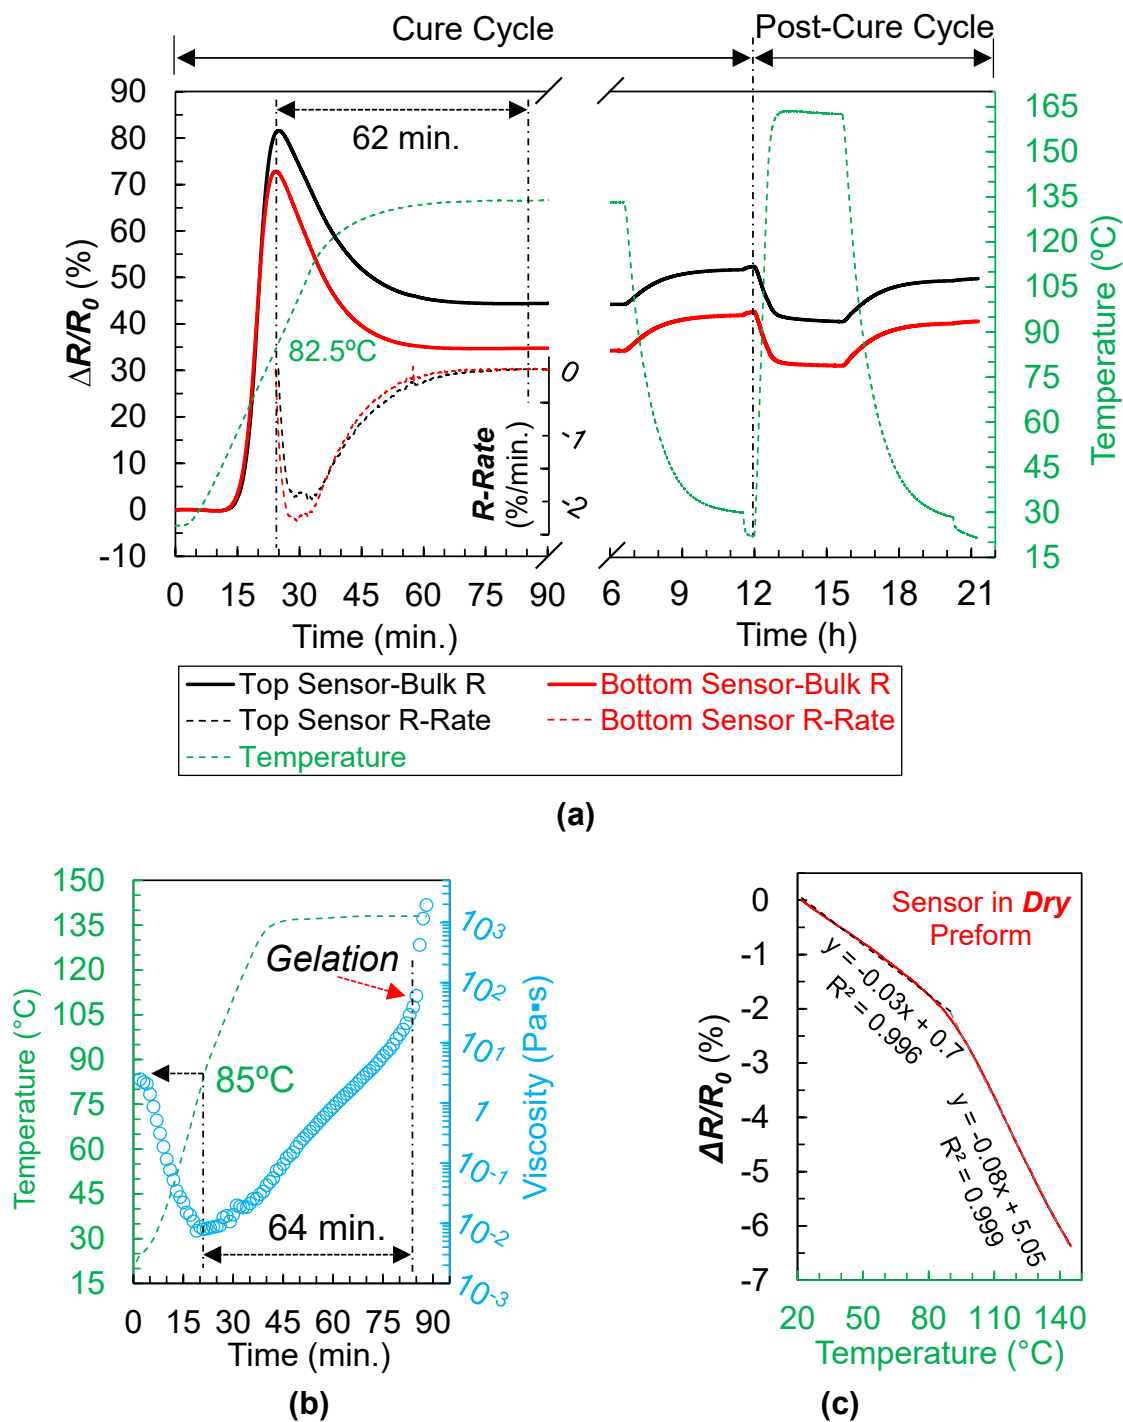 Cure Cycle Post-Cure Cycle
90 165
80 150
70 135
60 120
50 105
40 90
30 75
20 60
10 45
0 30
-10 15
ΔR/R0 (%)
62 min.
82.5ºC
0
-1
-2
R-Rate
(%/min.)
Temperature (ºC)
0 15 30 45 60 75 90 6 9 12 15 18 21
Time (min.) Time (h)
Top Sensor-Bulk R Bottom Sensor-Bulk R
Top Sensor R-Rate Bottom Sensor R-Rate
Temperature
(a)
150
135
120
105
90
75
60
45
30
15
Temperature (°C)
Gelation
85ºC
64 min.
10^3
10^2
10^1
1
10^-1
10^-2
10^-3
Viscosity (Pa▪s)
0 15 30 45 60 75 90
Time (min.)
(b)
0
-1
-2
-3
-4
-5
-6
-7
ΔR/R0 (%)
Sensor in Dry
Preform
y = -0.03x + 0.7
R² = 0.996
y = -0.08x + 5.05
R² = 0.999
20 50 80 110 140
Temperature (°C)
(c)